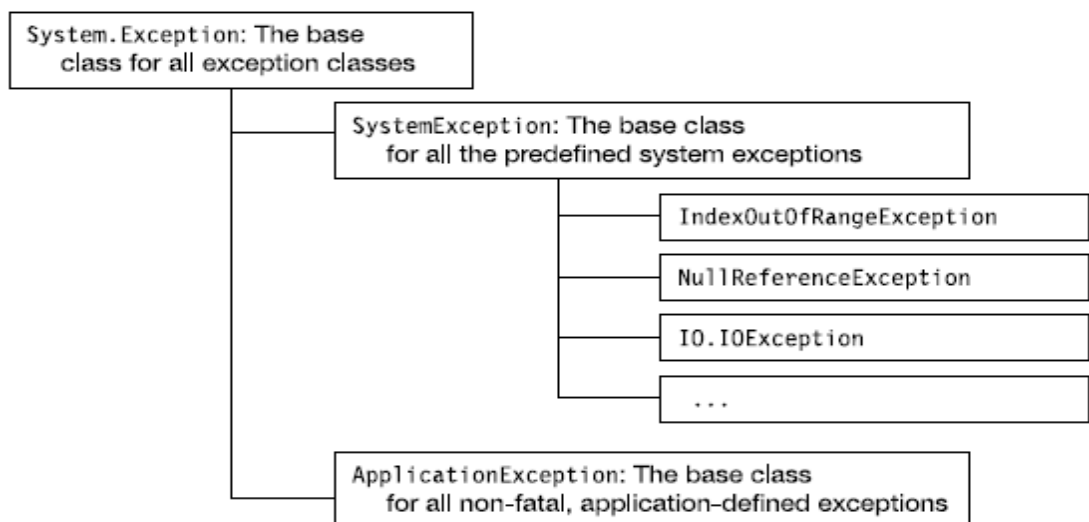 System.Exception: The base
class for all exception classes
SystemException: The base class
for all the predefined system exceptions
IndexOutOfRangeException
NullReferenceException
IO.IOException
...
ApplicationException: The base class
for all non-fatal, application-defined exceptions